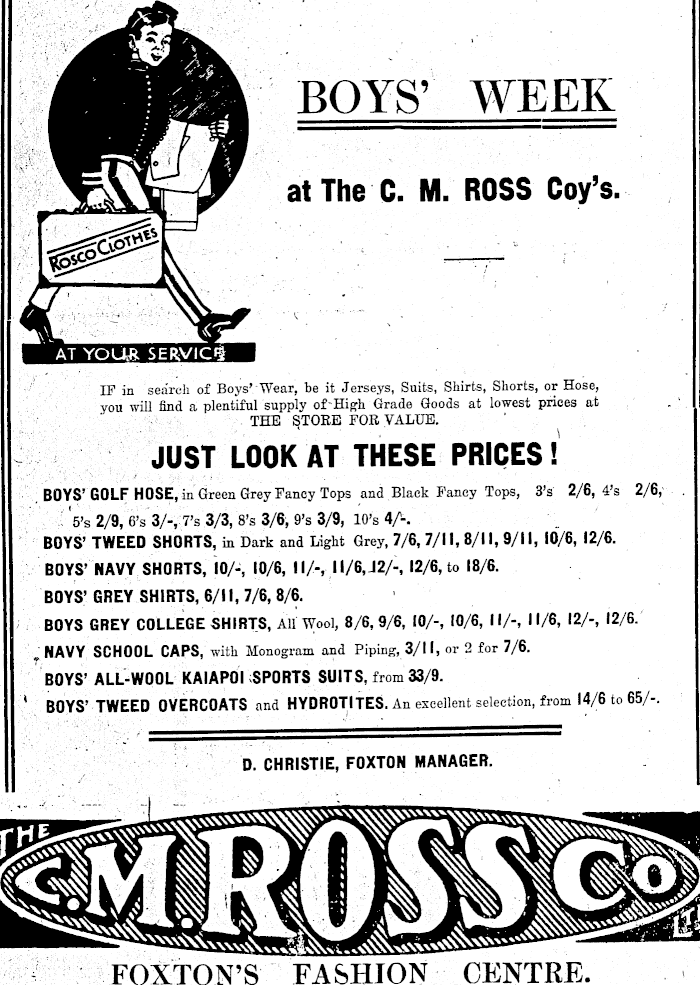 BOYS' WEEK
at The C. M. ROSS Coy's.
ROSCO CLOTHES
AT YOUR SERVICE
IF in search of Boys' Wear, be it Jerseys, Suits, Shirts, Shorts, or Hose,
you will find a plentiful supply of High Grade Goods at lowest prices at
THE STORE FOR VALUE.
JUST LOOK AT THESE PRICES!
BOYS' GOLF HOSE, in Green Grey Fancy Tops and Black Fancy Tops, 3's 2/6, 4's 2/6,
5's 2/9, 6's 3/-, 7's 3/3, 8's 3/6, 9's 3/9, 10's 4/-.
BOYS' TWEED SHORTS, in Dark and Light Grey, 7/6, 7/11, 8/11, 9/11, 10/6, 12/6.
BOYS' NAVY SHORTS, 10/-, 10/6, 11/-, 11/6, 12/-, 12/6, to 18/6.
BOYS' GREY SHIRTS, 6/11, 7/6, 8/6.
BOYS GREY COLLEGE SHIRTS, All Wool, 8/6, 9/6, 10/-, 10/6, 11/-, 11/6, 12/-, 12/6.
NAVY SCHOOL CAPS, with Monogram and Piping, 3/11, or 2 for 7/6.
BOYS' ALL-WOOL KAIAPOI SPORTS SUITS, from 33/9.
BOYS' TWEED OVERCOATS and HYDROTITES. An excellent selection, from 14/6 to 65/-.
D. CHRISTIE, FOXTON MANAGER.
THE
C.M. ROSS Co
FOXTON'S FASHION CENTRE.